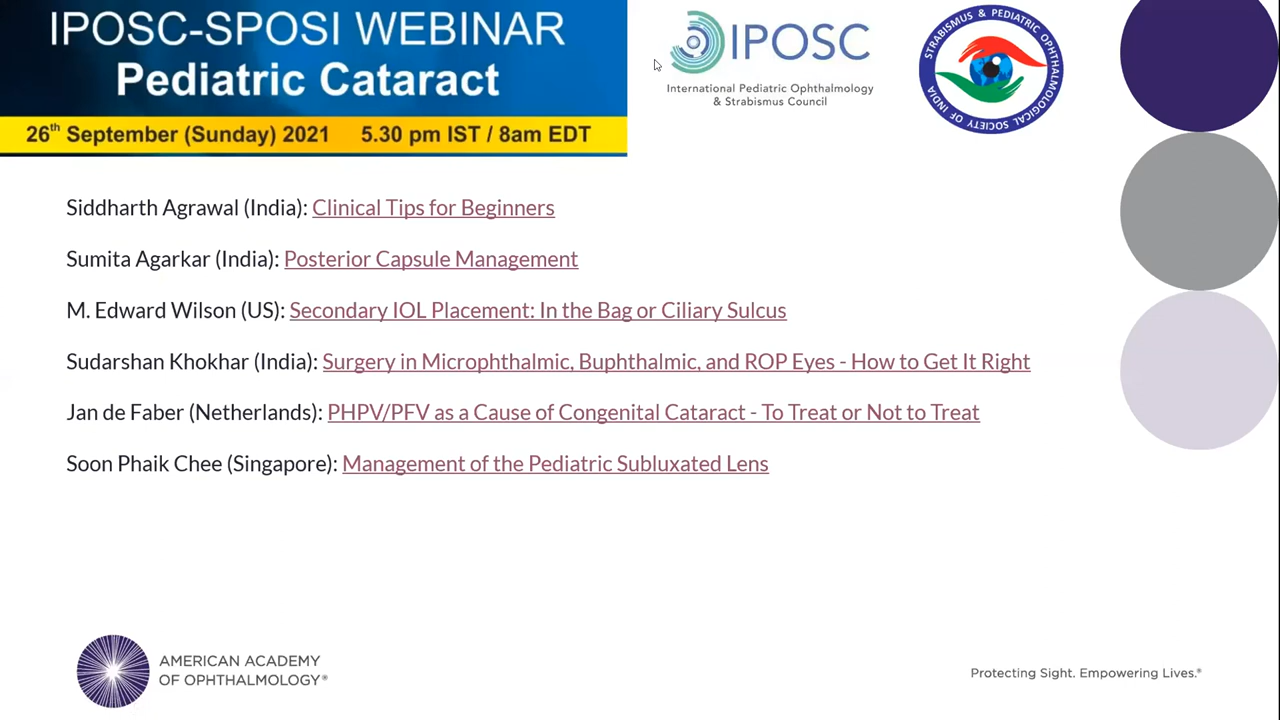 IPOSC-SPOSI WEBINAR
Pediatric Cataract
26th September (Sunday) 2021 5.30 pm IST / 8am EDT
IPOSC
International Pediatric Ophthalmology
& Strabismus Council
STRABISMUS & PEDIATRIC OPHTHALMOLOGICAL SOCIETY OF INDIA
Siddharth Agrawal (India): Clinical Tips for Beginners
Sumita Agarkar (India): Posterior Capsule Management
M. Edward Wilson (US): Secondary IOL Placement: In the Bag or Ciliary Sulcus
Sudarshan Khokhar (India): Surgery in Microphthalmic, Buphthalmic, and ROP Eyes - How to Get It Right
Jan de Faber (Netherlands): PHPV/PFV as a Cause of Congenital Cataract - To Treat or Not to Treat
Soon Phaik Chee (Singapore): Management of the Pediatric Subluxated Lens
AMERICAN ACADEMY
OF OPHTHALMOLOGY®
Protecting Sight. Empowering Lives.®